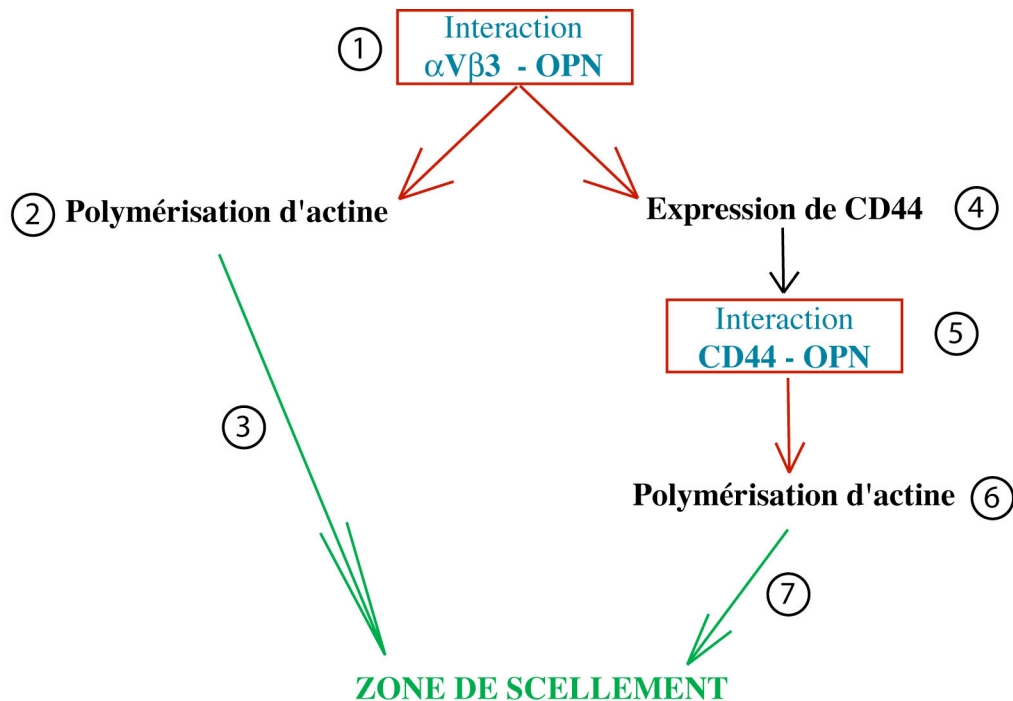 ① Interaction
αVβ3 - OPN
② Polymérisation d'actine
Expression de CD44 ④
Interaction
CD44 - OPN ⑤
③
Polymérisation d'actine ⑥
⑦
ZONE DE SCELLEMENT